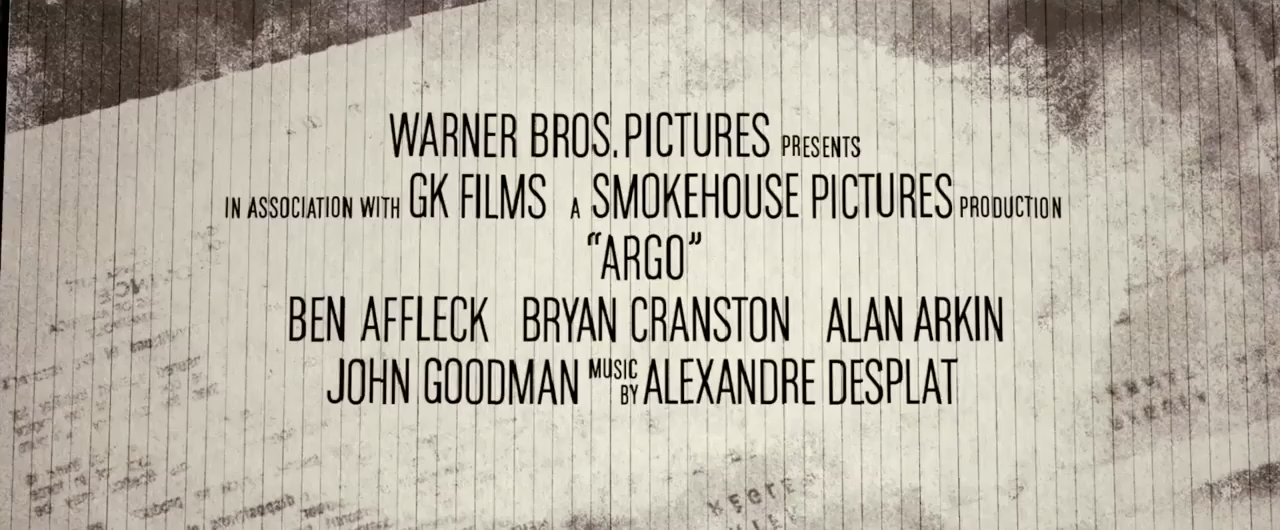 WARNER BROS. PICTURES PRESENTS
IN ASSOCIATION WITH GK FILMS A SMOKEHOUSE PICTURES PRODUCTION
“ARGO”
BEN AFFLECK BRYAN CRANSTON ALAN ARKIN
JOHN GOODMAN MUSIC BY ALEXANDRE DESPLAT